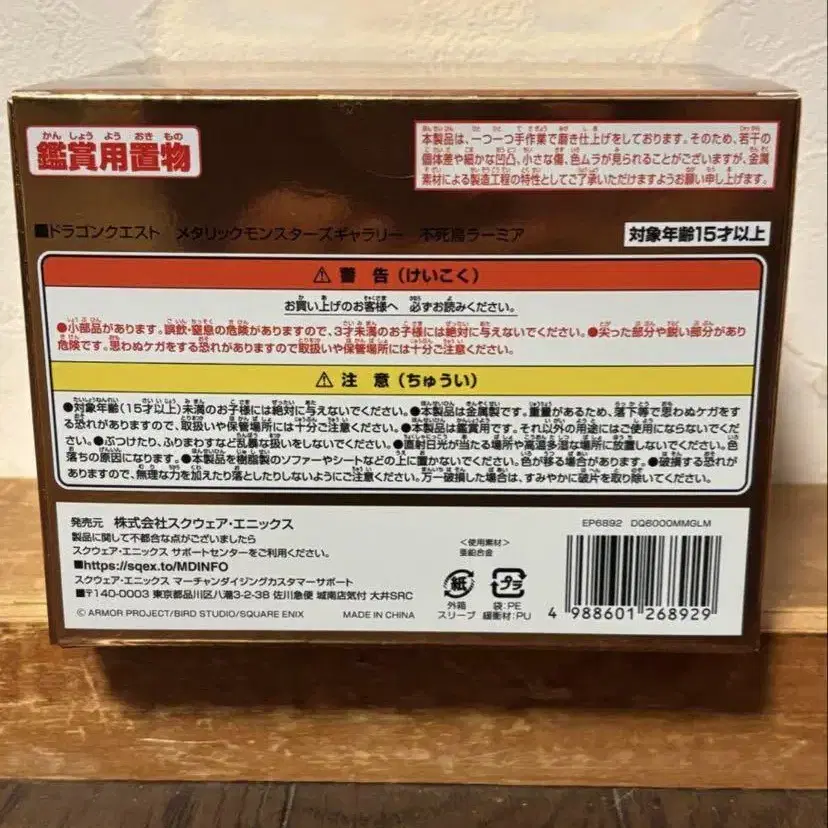 かんしょうようおきもの
鑑賞用置物
本製品は、一つ一つ手作業で磨き仕上げをしております。そのため、若干の
個体差や細かな凹凸、小さな傷、色ムラが見られることがございますが、金属
素材による製造工程の特性としてご了承いただけますようお願い申し上げます。
■ドラゴンクエスト メタリックモンスターズギャラリー 不死鳥ラーミア
対象年齢15才以上
⚠ 警告(けいこく)
お買い上げのお客様へ 必ずお読みください。
●小部品があります。誤飲・窒息の危険がありますので、3才未満のお子様には絶対に与えないでください。●尖った部分や鋭い部分があり
危険です。思わぬケガをする恐れがありますので取扱いや保管場所には十分ご注意ください。
⚠ 注意(ちゅうい)
●対象年齢(15才以上)未満のお子様には絶対に与えないでください。●本製品は金属製です。重量があるため、落下等で思わぬケガをす
る恐れがありますので、取扱いや保管場所には十分ご注意ください。●本製品は鑑賞用です。それ以外の用途にはご使用にならないでくださ
い。●ぶつけたり、ふりまわすなど乱暴な扱いをしないでください。●直射日光が当たる場所や高温多湿な場所に放置しないでください。色
落ちの原因になります。●本製品を樹脂製のソファーやシートなどの上に置かないでください。色が移る場合があります。●破損する恐れが
ありますので、無理な力を加えたり落としたりしないようにご注意ください。万一破損した場合は、すみやかに破片を取り除いてください。
発売元 株式会社スクウェア・エニックス
製品に関して不都合な点がございましたら
スクウェア・エニックス サポートセンターをご利用ください。
■https://sqex.to/MDINFO
スクウェア・エニックス マーチャンダイジングカスタマーサポート
■〒140-0003 東京都品川区八潮3-2-38 佐川急便 城南店気付 大井SRC
© ARMOR PROJECT/BIRD STUDIO/SQUARE ENIX
MADE IN CHINA
<使用素材>
亜鉛合金
紙
外箱
スリーブ
プラ
袋:PE
緩衝材:PU
EP6892 DQ6000MMGLM
4 988601 268929